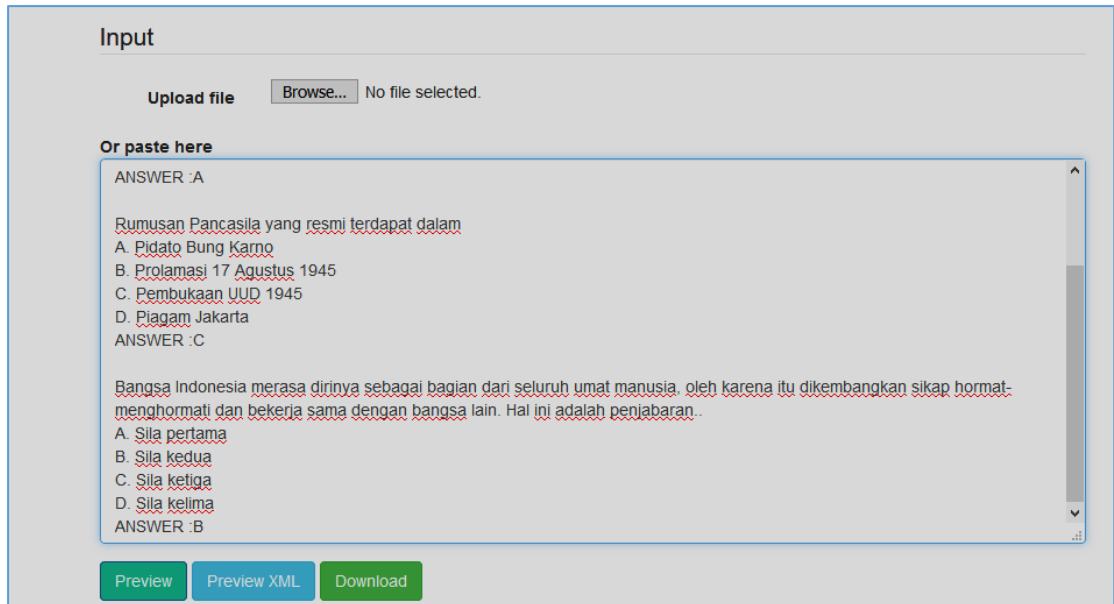 Input
Upload file Browse... No file selected.
Or paste here
ANSWER :A
Rumusan Pancasila yang resmi terdapat dalam
A. Pidato Bung Karno
B. Prolamasi 17 Agustus 1945
C. Pembukaan UUD 1945
D. Piagam Jakarta
ANSWER :C
Bangsa Indonesia merasa dirinya sebagai bagian dari seluruh umat manusia, oleh karena itu dikembangkan sikap hormat-
menghormati dan bekerja sama dengan bangsa lain. Hal ini adalah penjabaran..
A. Sila pertama
B. Sila kedua
C. Sila ketiga
D. Sila kelima
ANSWER :B
Preview Preview XML Download